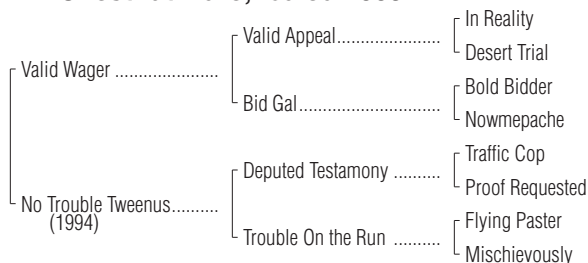 In Reality
Valid Appeal
Desert Trial
Valid Wager
Bold Bidder
Bid Gal
Nowmepache
Traffic Cop
Deputed Testamony
Proof Requested
No Trouble Tweenus
(1994)
Flying Paster
Trouble On the Run
Mischievously